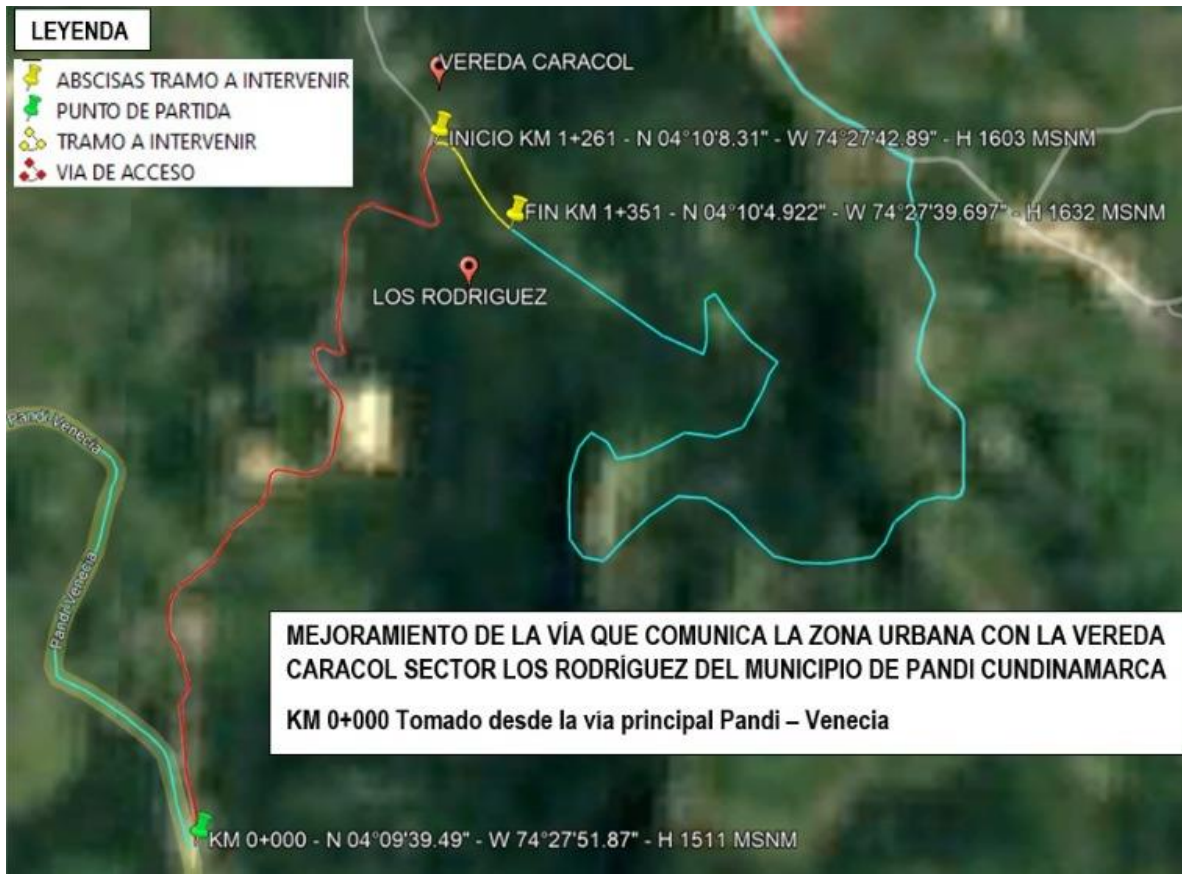 LEYENDA
ABSCISAS TRAMO A INTERVENIR
PUNTO DE PARTIDA
TRAMO A INTERVENIR
VIA DE ACCESO
VEREDA CARACOL
INICIO KM 1+261 - N 04°10'8.31" - W 74°27'42.89" - H 1603 MSNM
FIN KM 1+351 - N 04°10'4.922" - W 74°27'39.697" - H 1632 MSNM
LOS RODRIGUEZ
Pandi-Venecia
Pandi-Venecia
MEJORAMIENTO DE LA VÍA QUE COMUNICA LA ZONA URBANA CON LA VEREDA
CARACOL SECTOR LOS RODRÍGUEZ DEL MUNICIPIO DE PANDI CUNDINAMARCA
KM 0+000 Tomado desde la vía principal Pandi – Venecia
KM 0+000 - N 04°09'39.49" - W 74°27'51.87" - H 1511 MSNM